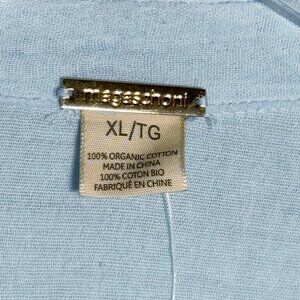 magaschoni
XL/TG
100% ORGANIC COTTON
MADE IN CHINA
100% COTON BIO
FABRIQUÉ EN CHINE